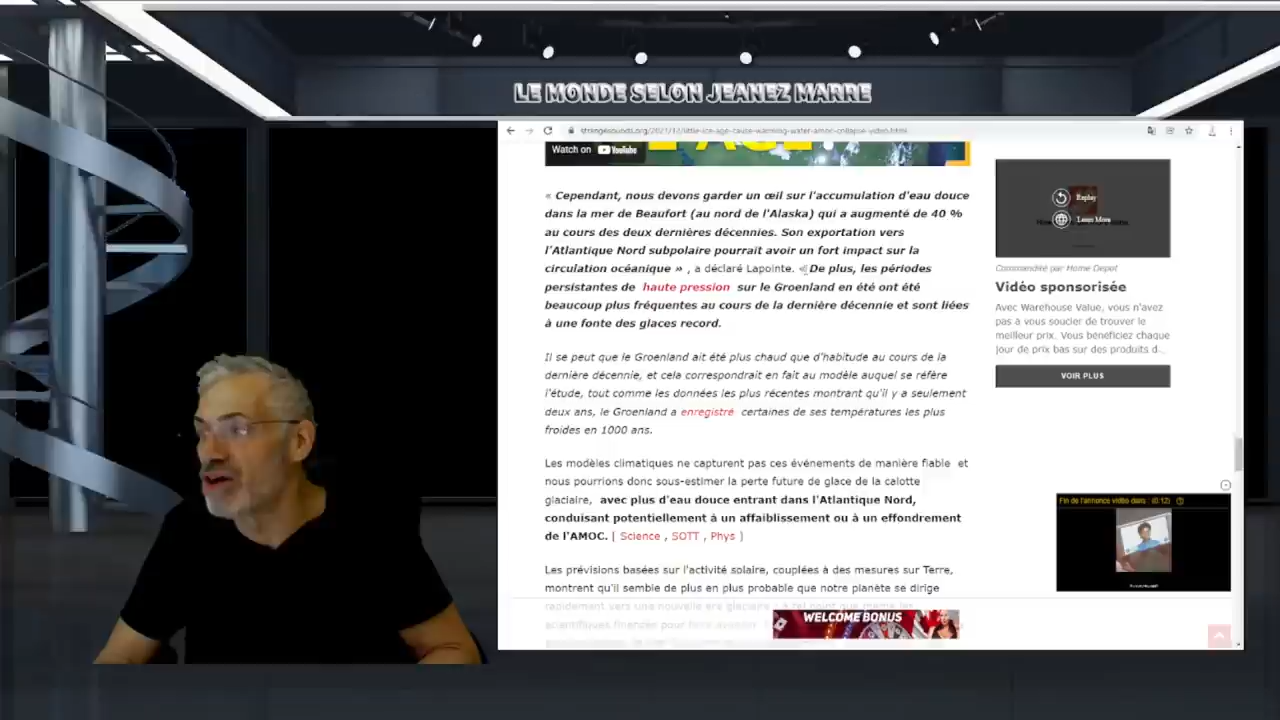 LE MONDE SELON JEANEZ MARRE
strangesounds.org/2021/12/little-ice-age-cause-warming-water-amoc-collapse-video.html
Watch on YouTube
« Cependant, nous devons garder un œil sur l'accumulation d'eau douce
dans la mer de Beaufort (au nord de l'Alaska) qui a augmenté de 40 %
au cours des deux dernières décennies. Son exportation vers
l'Atlantique Nord subpolaire pourrait avoir un fort impact sur la
circulation océanique » , a déclaré Lapointe. « De plus, les périodes
persistantes de haute pression sur le Groenland en été ont été
beaucoup plus fréquentes au cours de la dernière décennie et sont liées
à une fonte des glaces record.
Il se peut que le Groenland ait été plus chaud que d'habitude au cours de la
dernière décennie, et cela correspondrait en fait au modèle auquel se réfère
l'étude, tout comme les données les plus récentes montrant qu'il y a seulement
deux ans, le Groenland a enregistré certaines de ses températures les plus
froides en 1000 ans.
Les modèles climatiques ne capturent pas ces événements de manière fiable et
nous pourrions donc sous-estimer la perte future de glace de la calotte
glaciaire, avec plus d'eau douce entrant dans l'Atlantique Nord,
conduisant potentiellement à un affaiblissement ou à un effondrement
de l'AMOC. [ Science , SOTT , Phys ]
Les prévisions basées sur l'activité solaire, couplées à des mesures sur Terre,
montrent qu'il semble de plus en plus probable que notre planète se dirige
rapidement vers une nouvelle ère glaciaire ; à tel point que même les
scientifiques financés pour
Replay
Learn More
Commandité par Home Depot
Vidéo sponsorisée
Avec Warehouse Value, vous n'avez
pas à vous soucier de trouver le
meilleur prix. Vous bénéficiez chaque
jour de prix bas sur des produits d...
VOIR PLUS
Fin de l'annonce vidéo dans : (0:12)
WELCOME BONUS